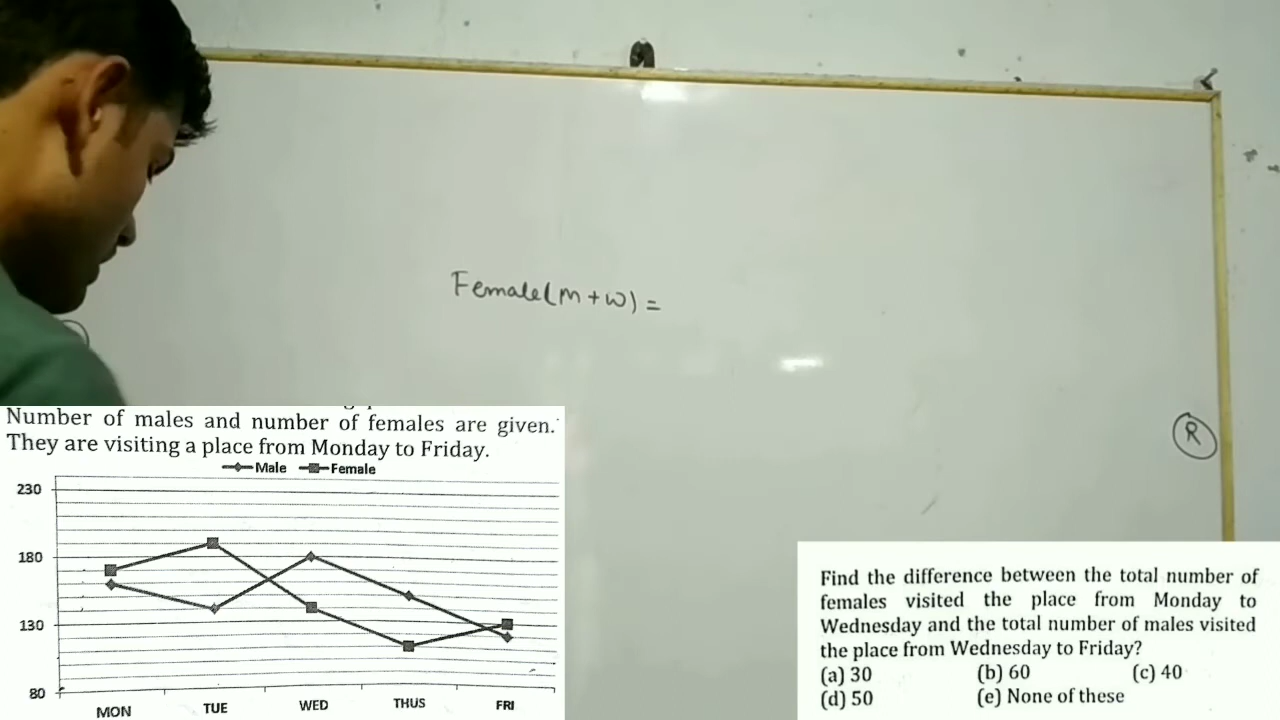 Female(m+w) =
R
Number of males and number of females are given.
They are visiting a place from Monday to Friday.
Male Female
230
180
130
80
MON TUE WED THUS FRI
Find the difference between the total number of
females visited the place from Monday to
Wednesday and the total number of males visited
the place from Wednesday to Friday?
(a) 30 (b) 60 (c) 40
(d) 50 (e) None of these